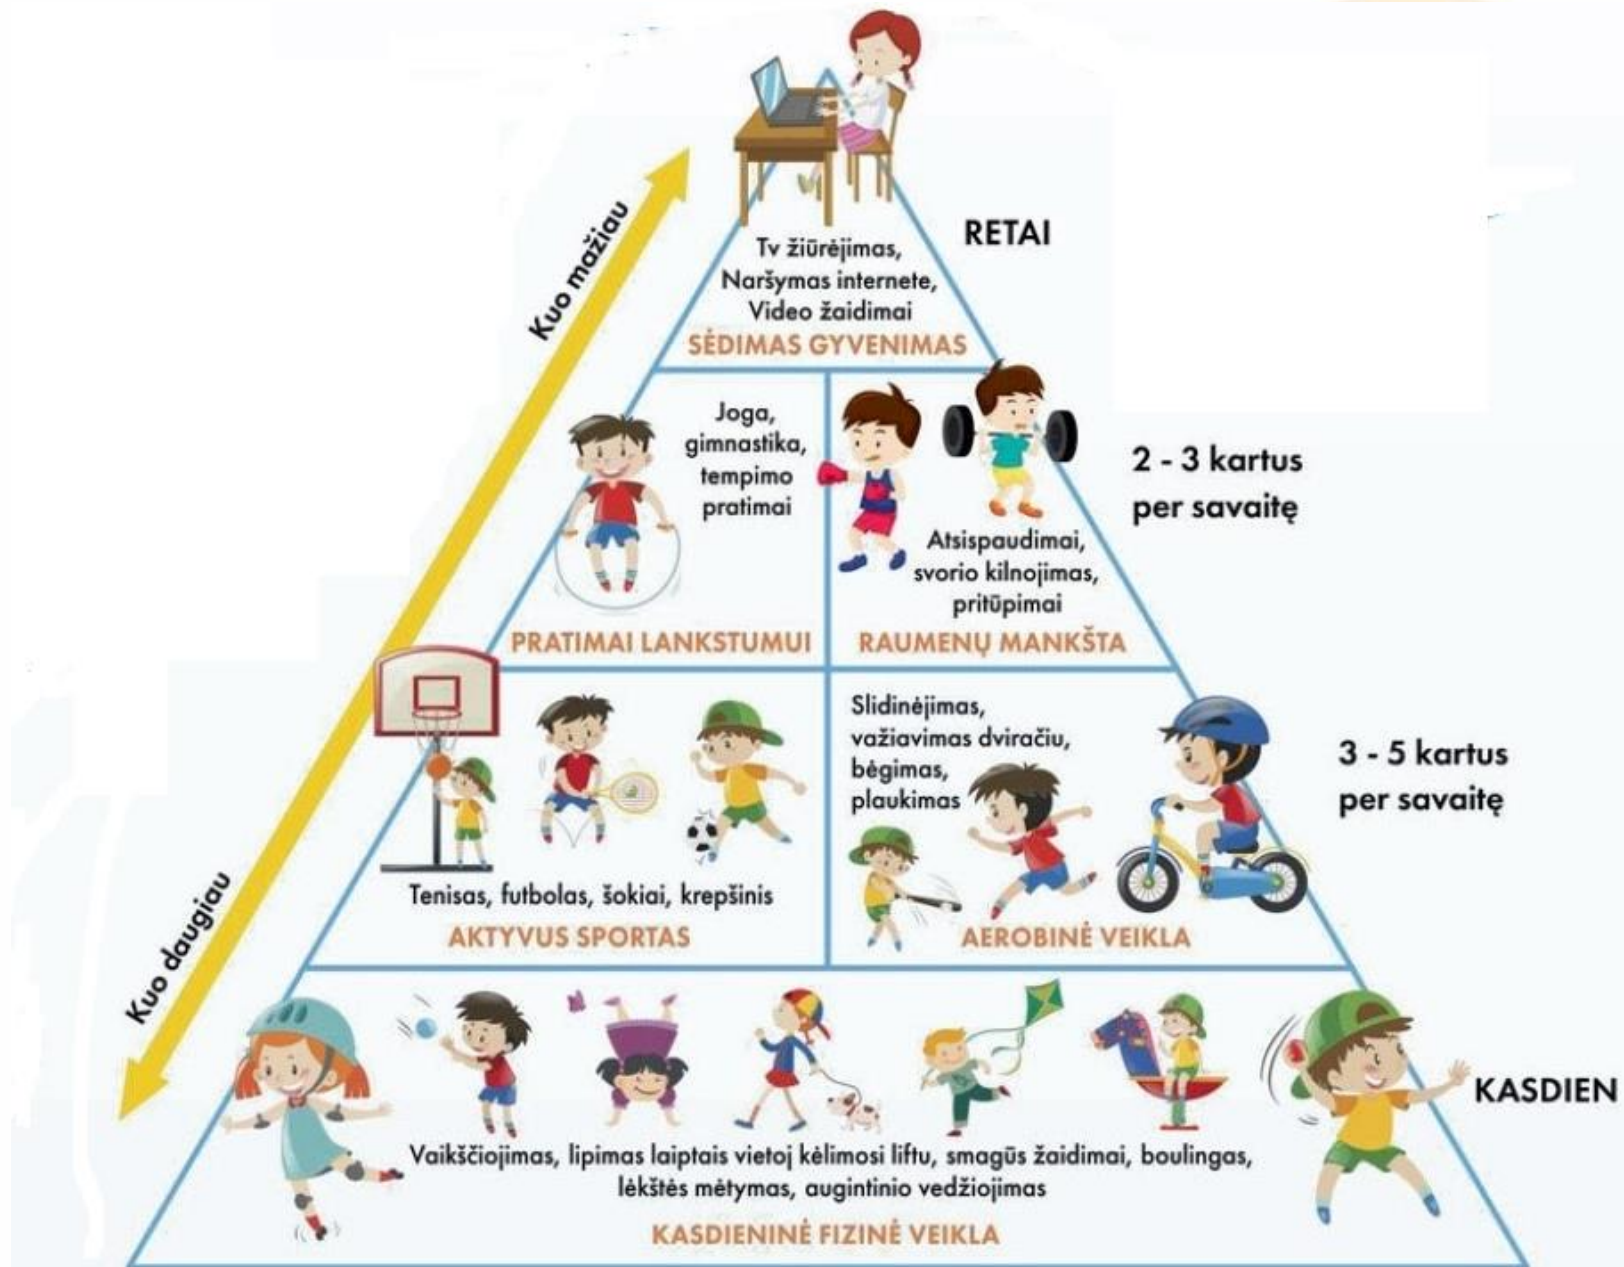 Kuo mažiau
RETAI
Tv žiūrėjimas,
Naršymas internete,
Video žaidimai
SĖDIMAS GYVENIMAS
Joga,
gimnastika,
tempimo
pratimai
PRATIMAI LANKSTUMUI
Atsispaudimai,
svorio kilnojimas,
pritūpimai
RAUMENŲ MANKŠTA
2 - 3 kartus
per savaitę
Tenisas, futbolas, šokiai, krepšinis
AKTYVUS SPORTAS
Slidinėjimas,
važiavimas dviračiu,
bėgimas,
plaukimas
AEROBINĖ VEIKLA
3 - 5 kartus
per savaitę
Kuo daugiau
Vaikščiojimas, lipimas laiptais vietoj kėlimosi liftu, smagūs žaidimai, boulingas,
lėkštės mėtymas, augintinio vedžiojimas
KASDIENINĖ FIZINĖ VEIKLA
KASDIEN